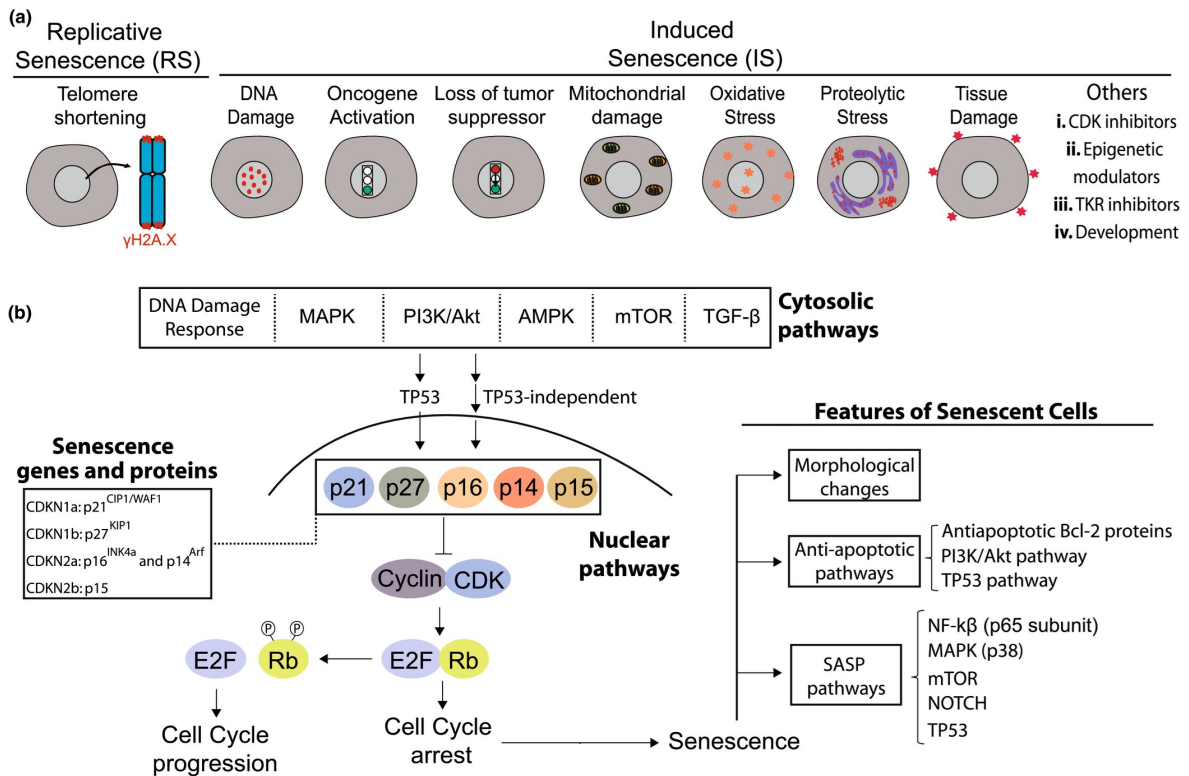 (a)
Replicative
Senescence (RS)
Induced
Senescence (IS)
Telomere
shortening
γH2A.X
DNA
Damage
Oncogene
Activation
Loss of tumor
suppressor
Mitochondrial
damage
Oxidative
Stress
Proteolytic
Stress
Tissue
Damage
Others
i. CDK inhibitors
ii. Epigenetic
modulators
iii. TKR inhibitors
iv. Development
(b)
DNA Damage
Response
MAPK
PI3K/Akt
AMPK
mTOR
TGF-β
Cytosolic
pathways
TP53
TP53-independent
Senescence
genes and proteins
CDKN1a: p21CIP1/WAF1
CDKN1b: p27KIP1
CDKN2a: p16INK4a and p14Arf
CDKN2b: p15
p21
p27
p16
p14
p15
Nuclear
pathways
Cyclin
CDK
E2F
P
P
Rb
E2F
Rb
Cell Cycle
progression
Cell Cycle
arrest
Senescence
Features of Senescent Cells
Morphological
changes
Anti-apoptotic
pathways
Antiapoptotic Bcl-2 proteins
PI3K/Akt pathway
TP53 pathway
SASP
pathways
NF-kβ (p65 subunit)
MAPK (p38)
mTOR
NOTCH
TP53